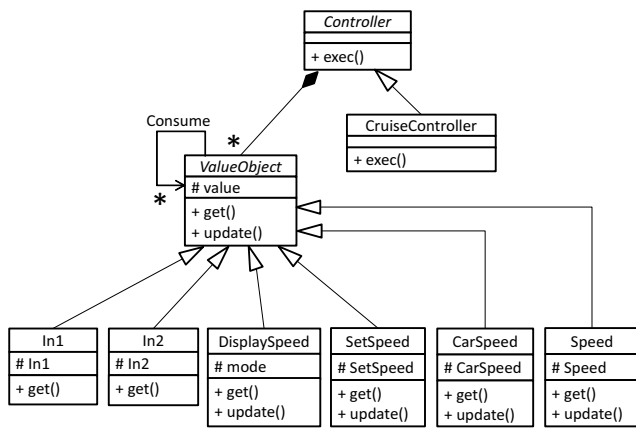 Controller
+ exec()
CruiseController
+ exec()
Consume
*
*
ValueObject
# value
+ get()
+ update()
In1
# In1
+ get()
In2
# In2
+ get()
DisplaySpeed
# mode
+ get()
+ update()
SetSpeed
# SetSpeed
+ get()
+ update()
CarSpeed
# CarSpeed
+ get()
+ update()
Speed
# Speed
+ get()
+ update()